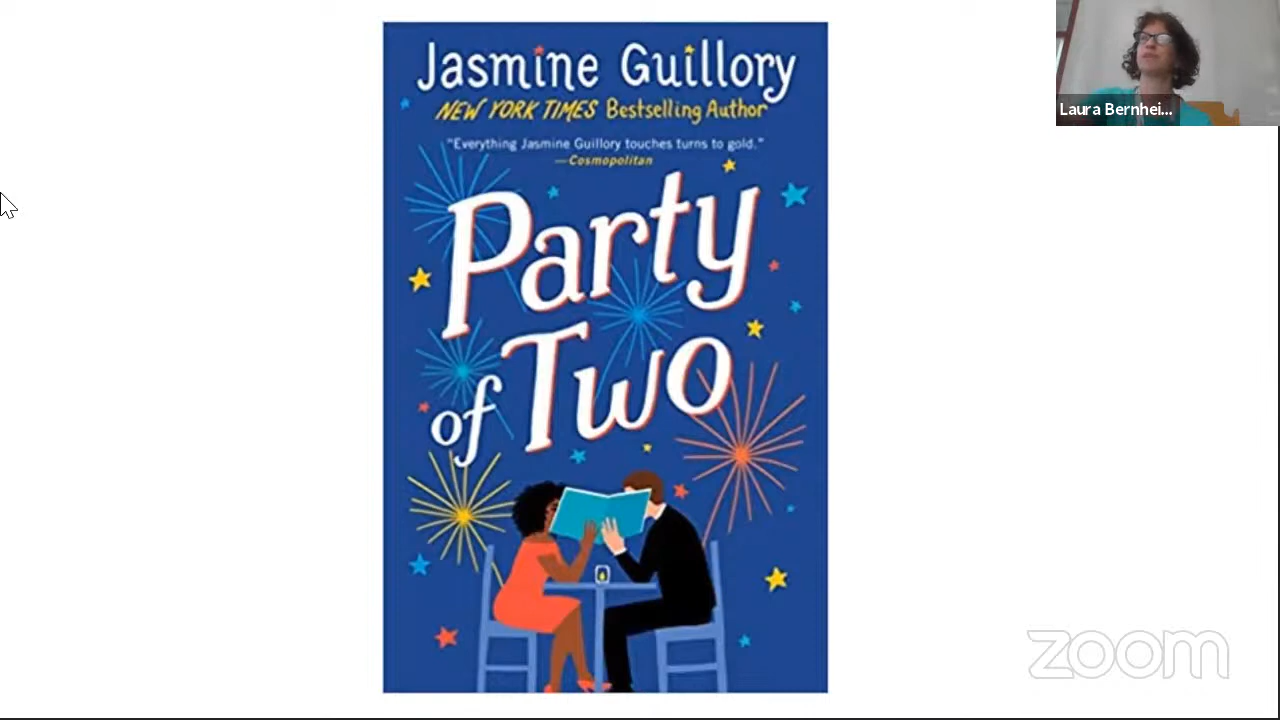 Jasmine Guillory
NEW YORK TIMES Bestselling Author
"Everything Jasmine Guillory touches turns to gold."
—Cosmopolitan
Party
of Two
Laura Bernhei...
zoom